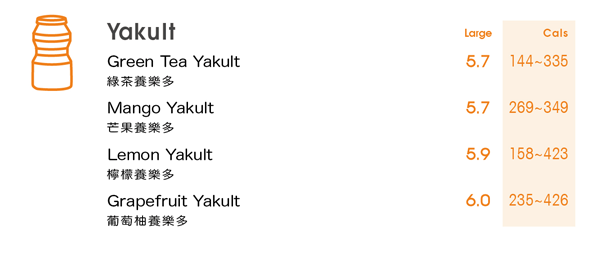 Yakult Large Cals
Green Tea Yakult 5.7 144~335
綠茶養樂多
Mango Yakult 5.7 269~349
芒果養樂多
Lemon Yakult 5.9 158~423
檸檬養樂多
Grapefruit Yakult 6.0 235~426
葡萄柚養樂多